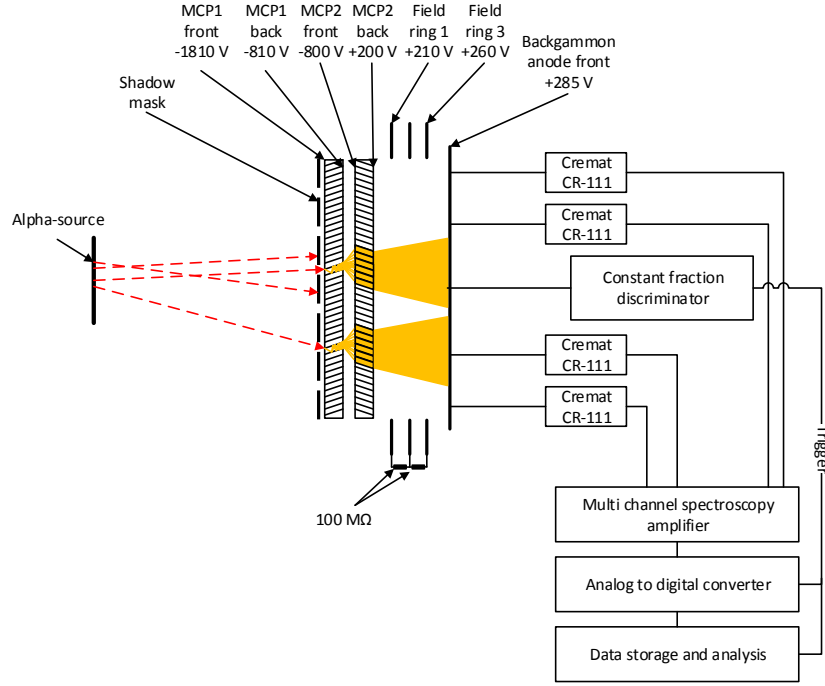 MCP1
front
-1810 V
MCP1
back
-810 V
MCP2
front
-800 V
MCP2
back
+200 V
Field
ring 1
+210 V
Field
ring 3
+260 V
Backgammon
anode front
+285 V
Shadow
mask
Alpha-source
Cremat
CR-111
Cremat
CR-111
Constant fraction
discriminator
Cremat
CR-111
Cremat
CR-111
Trigger
100 MΩ
Multi channel spectroscopy
amplifier
Analog to digital converter
Data storage and analysis